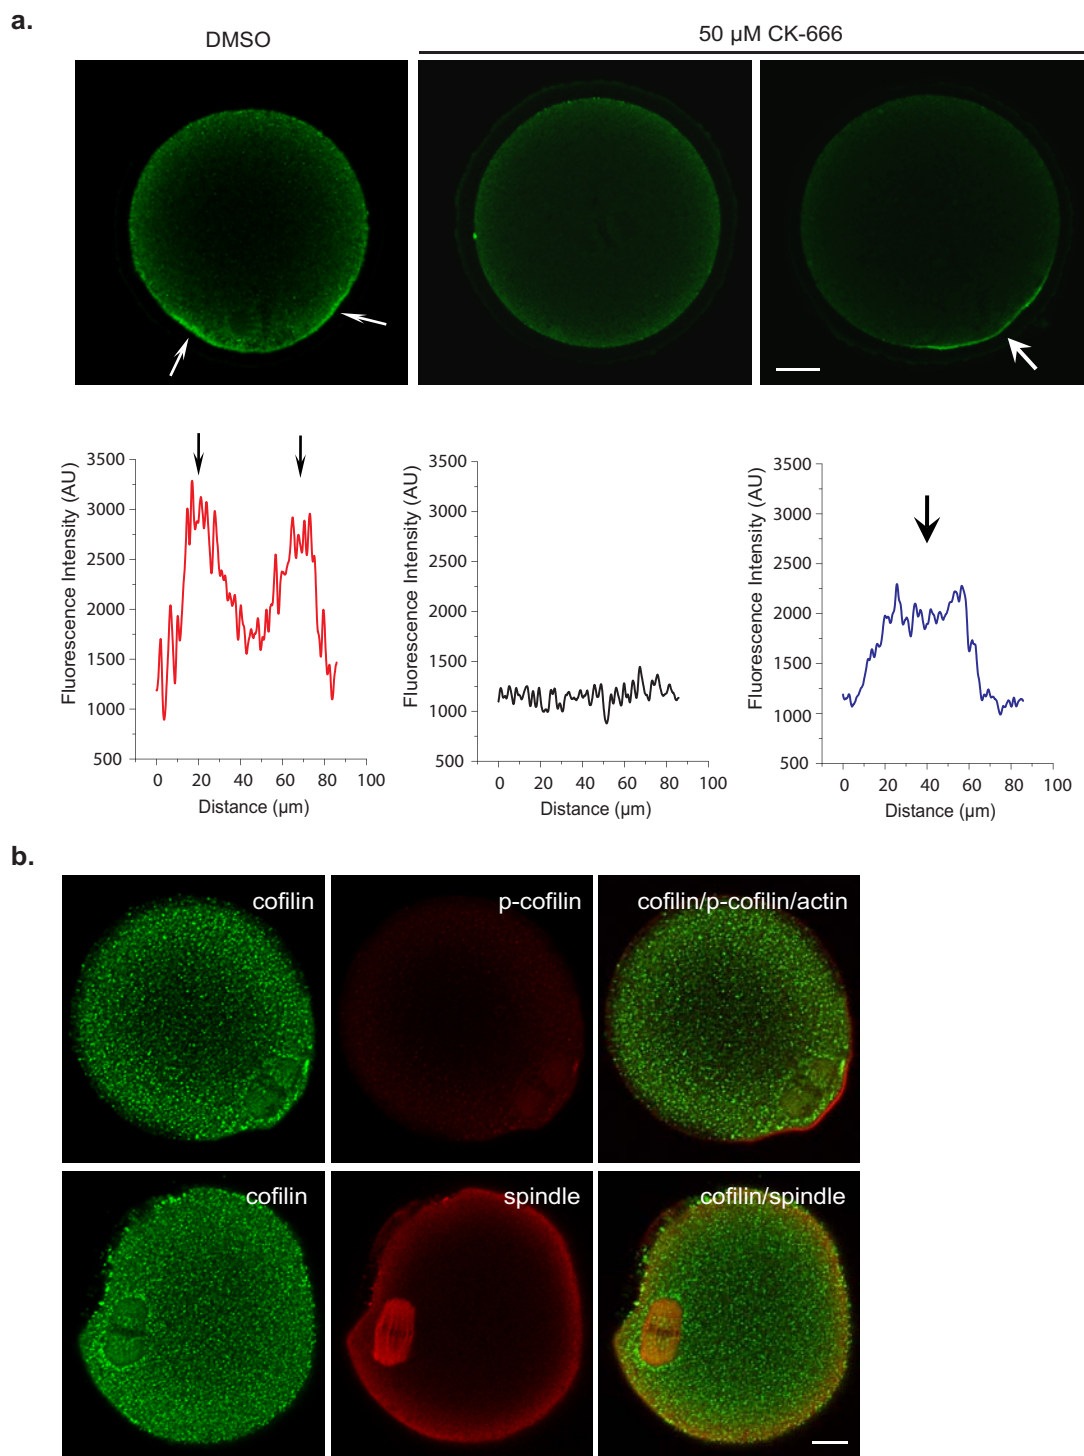 a.
DMSO
50 µM CK-666
Fluorescence Intensity (AU)
3500
3000
2500
2000
1500
1000
500
0 20 40 60 80 100
Distance (µm)
Fluorescence Intensity (AU)
3500
3000
2500
2000
1500
1000
500
0 20 40 60 80 100
Distance (µm)
Fluorescence Intensity (AU)
3500
3000
2500
2000
1500
1000
500
0 20 40 60 80 100
Distance (µm)
b.
cofilin
p-cofilin
cofilin/p-cofilin/actin
cofilin
spindle
cofilin/spindle